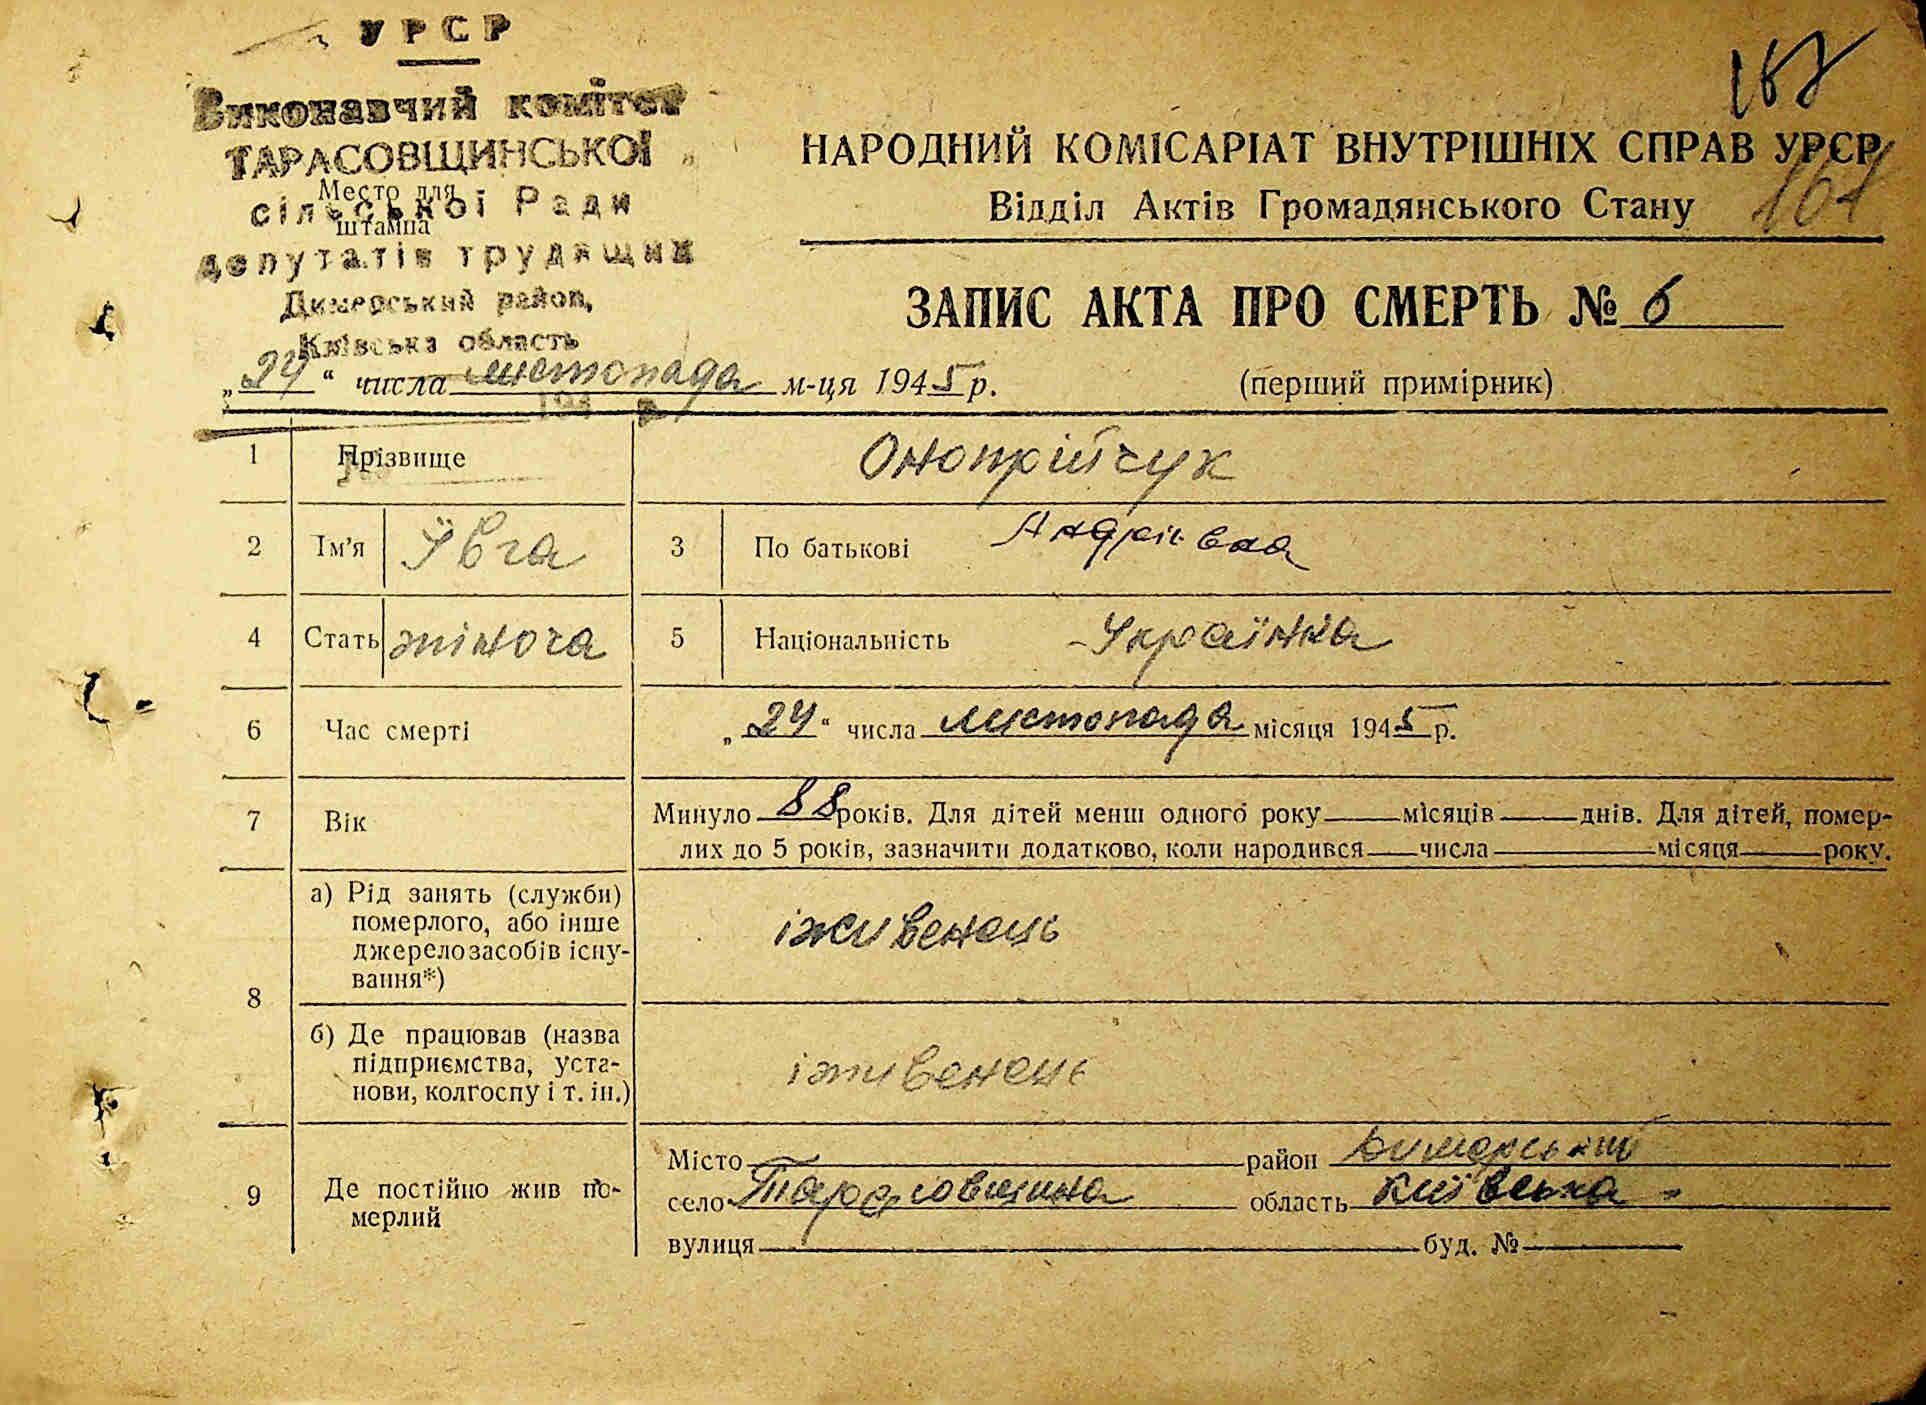 УРСР
Виконавчий комітет
ТАРАСОВЩИНСЬКОЇ
Место для
сільської Ради
штампа
депутатів трудящих
Димерський район,
Київська область
194 р
167
161
НАРОДНИЙ КОМІСАРІАТ ВНУТРІШНІХ СПРАВ УРСР
Відділ Актів Громадянського Стану
ЗАПИС АКТА ПРО СМЕРТЬ № 6
„24“ числа листопада м-ця 1945 р.
(перший примірник)
1 Прізвище Онопрійчук
2 Ім'я Ївга 3 По батькові Андріівна
4 Стать жіноча 5 Національність Українка
6 Час смерті „24“ числа листопада місяця 1945 р.
7 Вік Минуло 88 років. Для дітей менш одного року місяців днів. Для дітей, помер-
лих до 5 років, зазначити додатково, коли народився числа місяця року.
8 а) Рід занять (служби)
померлого, або інше
джерело засобів існу-
вання*)
іживенець
б) Де працював (назва
підприємства, уста-
нови, колгоспу і т. ін.)
іживенець
9 Де постійно жив по-
мерлий
Місто район Димерський
село Тарасовщина область Київська
вулиця буд. №